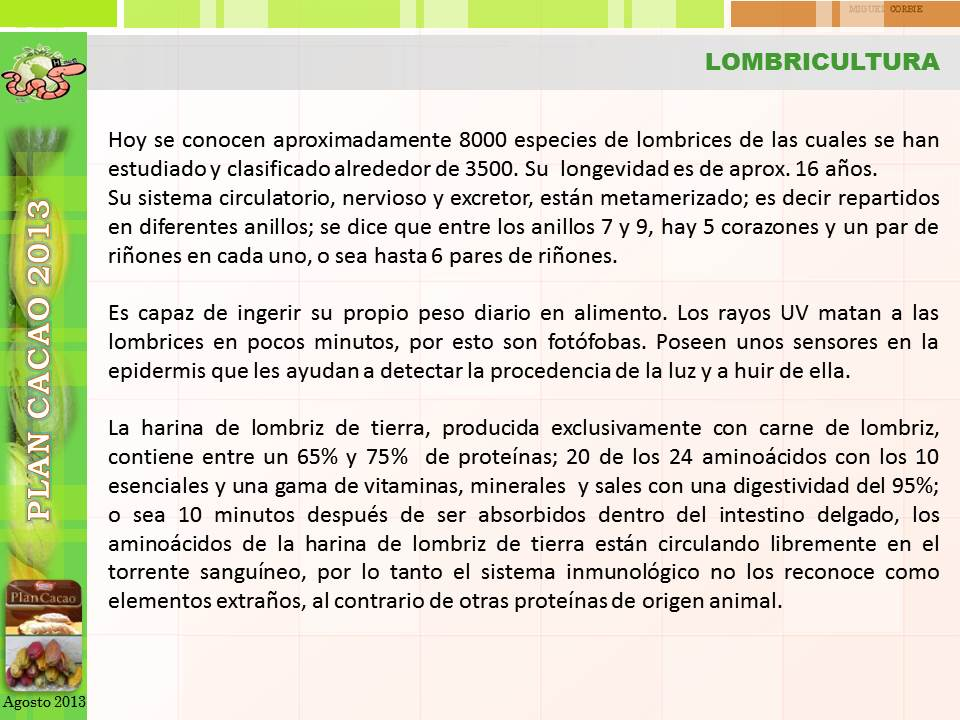 MIGUEL CORBIE
LOMBRICULTURA
Hoy se conocen aproximadamente 8000 especies de lombrices de las cuales se han
estudiado y clasificado alrededor de 3500. Su longevidad es de aprox. 16 años.
Su sistema circulatorio, nervioso y excretor, están metamerizado; es decir repartidos
en diferentes anillos; se dice que entre los anillos 7 y 9, hay 5 corazones y un par de
riñones en cada uno, o sea hasta 6 pares de riñones.
Es capaz de ingerir su propio peso diario en alimento. Los rayos UV matan a las
lombrices en pocos minutos, por esto son fotófobas. Poseen unos sensores en la
epidermis que les ayudan a detectar la procedencia de la luz y a huir de ella.
La harina de lombriz de tierra, producida exclusivamente con carne de lombriz,
contiene entre un 65% y 75% de proteínas; 20 de los 24 aminoácidos con los 10
esenciales y una gama de vitaminas, minerales y sales con una digestividad del 95%;
o sea 10 minutos después de ser absorbidos dentro del intestino delgado, los
aminoácidos de la harina de lombriz de tierra están circulando libremente en el
torrente sanguíneo, por lo tanto el sistema inmunológico no los reconoce como
elementos extraños, al contrario de otras proteínas de origen animal.
PLAN CACAO 2013
Plan Cacao
Agosto 2013